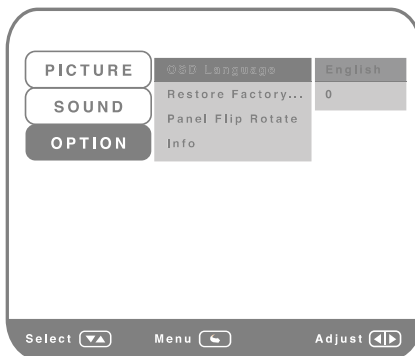 PICTURE
SOUND
OPTION
OSD Language English
Restore Factory... 0
Panel Flip Rotate
Info
Select Menu Adjust